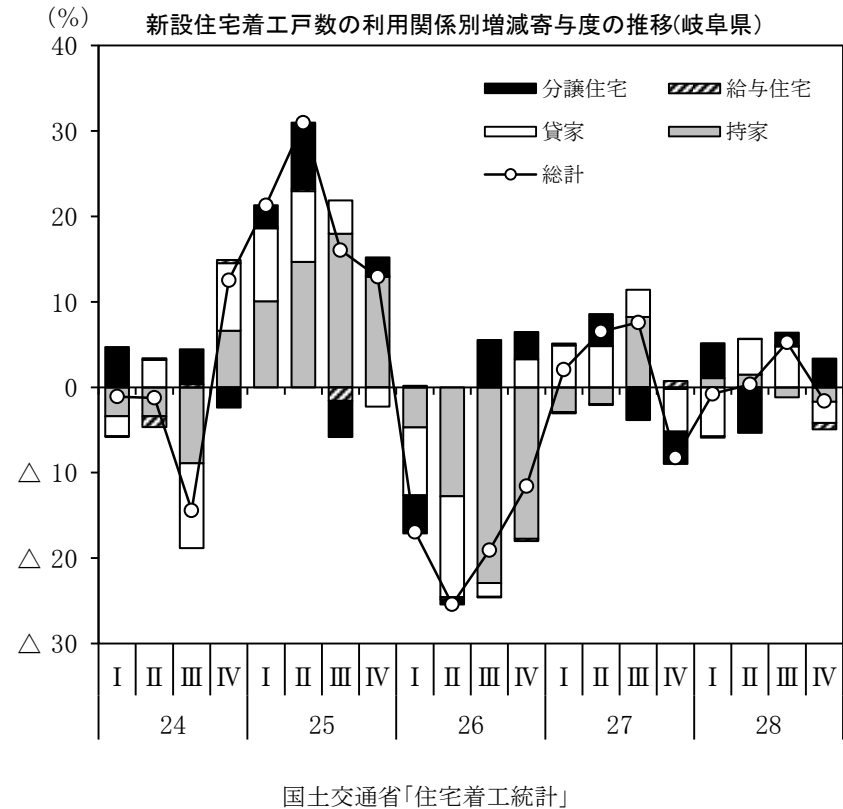 (%)
新設住宅着工戸数の利用関係別増減寄与度の推移(岐阜県)
40
30
20
10
0
△ 10
△ 20
△ 30
分譲住宅 給与住宅
貸家 持家
総計
Ⅰ Ⅱ Ⅲ Ⅳ Ⅰ Ⅱ Ⅲ Ⅳ Ⅰ Ⅱ Ⅲ Ⅳ Ⅰ Ⅱ Ⅲ Ⅳ Ⅰ Ⅱ Ⅲ Ⅳ
24 25 26 27 28
国土交通省「住宅着工統計」